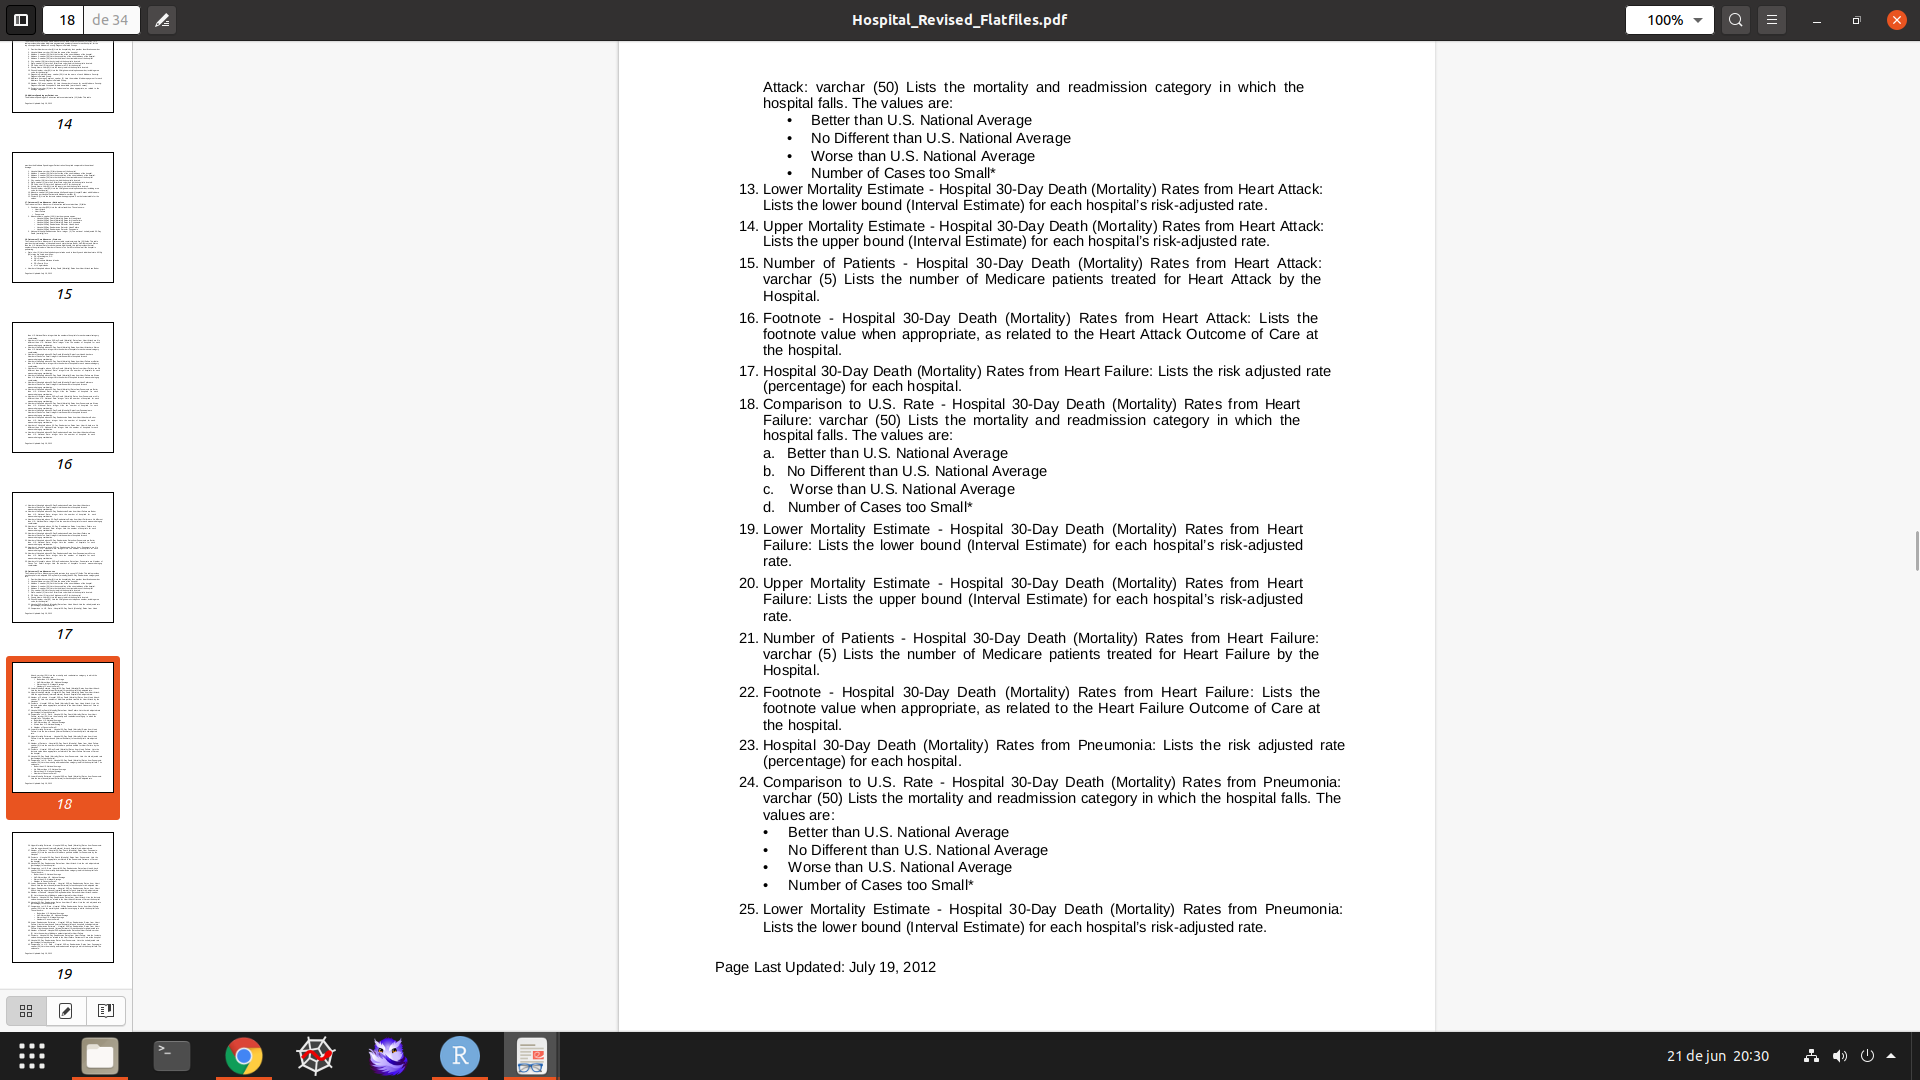 18 de 34
Hospital_Revised_Flatfiles.pdf
100%
14
15
16
17
18
19
Attack: varchar (50) Lists the mortality and readmission category in which the
hospital falls. The values are:
• Better than U.S. National Average
• No Different than U.S. National Average
• Worse than U.S. National Average
• Number of Cases too Small*
13. Lower Mortality Estimate - Hospital 30-Day Death (Mortality) Rates from Heart Attack:
Lists the lower bound (Interval Estimate) for each hospital’s risk-adjusted rate.
14. Upper Mortality Estimate - Hospital 30-Day Death (Mortality) Rates from Heart Attack:
Lists the upper bound (Interval Estimate) for each hospital’s risk-adjusted rate.
15. Number of Patients - Hospital 30-Day Death (Mortality) Rates from Heart Attack:
varchar (5) Lists the number of Medicare patients treated for Heart Attack by the
Hospital.
16. Footnote - Hospital 30-Day Death (Mortality) Rates from Heart Attack: Lists the
footnote value when appropriate, as related to the Heart Attack Outcome of Care at
the hospital.
17. Hospital 30-Day Death (Mortality) Rates from Heart Failure: Lists the risk adjusted rate
(percentage) for each hospital.
18. Comparison to U.S. Rate - Hospital 30-Day Death (Mortality) Rates from Heart
Failure: varchar (50) Lists the mortality and readmission category in which the
hospital falls. The values are:
a. Better than U.S. National Average
b. No Different than U.S. National Average
c. Worse than U.S. National Average
d. Number of Cases too Small*
19. Lower Mortality Estimate - Hospital 30-Day Death (Mortality) Rates from Heart
Failure: Lists the lower bound (Interval Estimate) for each hospital’s risk-adjusted
rate.
20. Upper Mortality Estimate - Hospital 30-Day Death (Mortality) Rates from Heart
Failure: Lists the upper bound (Interval Estimate) for each hospital’s risk-adjusted
rate.
21. Number of Patients - Hospital 30-Day Death (Mortality) Rates from Heart Failure:
varchar (5) Lists the number of Medicare patients treated for Heart Failure by the
Hospital.
22. Footnote - Hospital 30-Day Death (Mortality) Rates from Heart Failure: Lists the
footnote value when appropriate, as related to the Heart Failure Outcome of Care at
the hospital.
23. Hospital 30-Day Death (Mortality) Rates from Pneumonia: Lists the risk adjusted rate
(percentage) for each hospital.
24. Comparison to U.S. Rate - Hospital 30-Day Death (Mortality) Rates from Pneumonia:
varchar (50) Lists the mortality and readmission category in which the hospital falls. The
values are:
• Better than U.S. National Average
• No Different than U.S. National Average
• Worse than U.S. National Average
• Number of Cases too Small*
25. Lower Mortality Estimate - Hospital 30-Day Death (Mortality) Rates from Pneumonia:
Lists the lower bound (Interval Estimate) for each hospital’s risk-adjusted rate.
Page Last Updated: July 19, 2012
>_
R
21 de jun 20:30